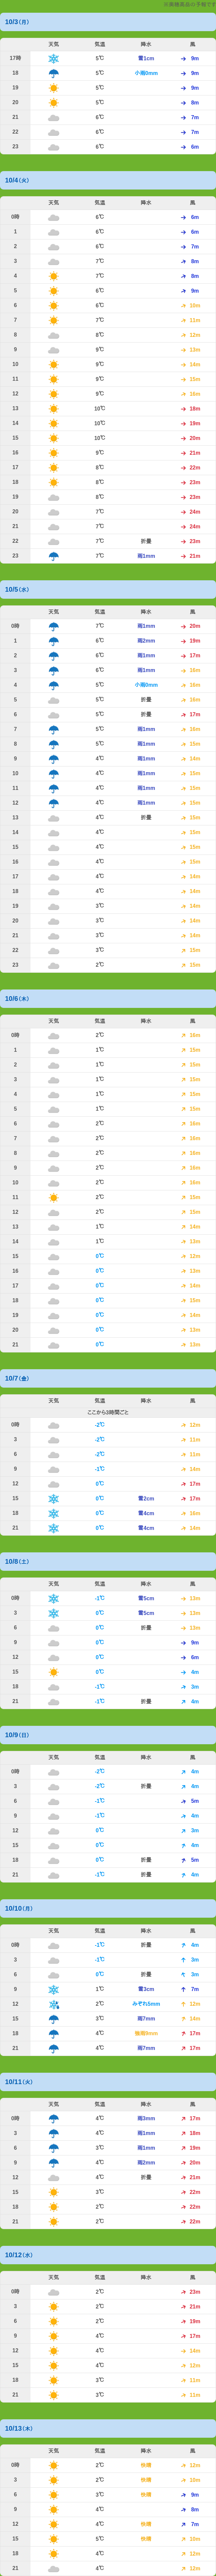 10/3(月)
天気 気温 降水 風
17時 5℃ 雪1cm 9m
18 5℃ 小雨0mm 9m
19 5℃ 9m
20 5℃ 8m
21 6℃ 7m
22 6℃ 7m
23 6℃ 6m
10/4(火)
天気 気温 降水 風
0時 6℃ 6m
1 6℃ 6m
2 6℃ 7m
3 7℃ 8m
4 7℃ 8m
5 6℃ 9m
6 6℃ 10m
7 7℃ 11m
8 8℃ 12m
9 9℃ 12m
10 9℃ 14m
11 9℃ 15m
12 9℃ 16m
13 10℃ 18m
14 10℃ 19m
15 10℃ 20m
16 9℃ 21m
17 8℃ 22m
18 8℃ 23m
19 8℃ 23m
20 7℃ 24m
21 7℃ 24m
22 7℃ 折畳 23m
23 7℃ 雨1mm 21m
10/5(水)
天気 気温 降水 風
0時 7℃ 雨1mm 20m
1 6℃ 雨2mm 19m
2 6℃ 雨1mm 17m
3 6℃ 雨1mm 16m
4 5℃ 小雨0mm 16m
5 5℃ 折畳 16m
6 5℃ 折畳 17m
7 5℃ 雨1mm 16m
8 5℃ 雨1mm 15m
9 4℃ 雨1mm 14m
10 4℃ 雨1mm 15m
11 4℃ 雨1mm 15m
12 4℃ 雨1mm 15m
13 4℃ 折畳 15m
14 4℃ 15m
15 4℃ 15m
16 4℃ 15m
17 4℃ 14m
18 4℃ 14m
19 3℃ 14m
20 3℃ 14m
21 3℃ 14m
22 3℃ 15m
23 2℃ 15m
10/6(木)
天気 気温 降水 風
0時 2℃ 16m
1 1℃ 15m
2 1℃ 15m
3 1℃ 15m
4 1℃ 15m
5 1℃ 15m
6 2℃ 16m
7 2℃ 16m
8 2℃ 16m
9 2℃ 16m
10 2℃ 16m
11 2℃ 15m
12 2℃ 15m
13 1℃ 14m
14 1℃ 13m
15 0℃ 12m
16 0℃ 13m
17 0℃ 14m
18 0℃ 15m
19 0℃ 14m
20 0℃ 13m
21 0℃ 13m
10/7(金)
天気 気温 降水 風
ここから3時間ごと
0時 -2℃ 12m
3 -2℃ 11m
6 -2℃ 11m
9 -1℃ 14m
12 0℃ 17m
15 0℃ 雪2cm 17m
18 0℃ 雪4cm 16m
21 0℃ 雪4cm 14m
10/8(土)
天気 気温 降水 風
0時 -1℃ 雪5cm 13m
3 0℃ 雪5cm 13m
6 0℃ 折畳 13m
9 0℃ 9m
12 0℃ 6m
15 0℃ 4m
18 -1℃ 3m
21 -1℃ 折畳 4m
10/9(日)
天気 気温 降水 風
0時 -2℃ 4m
3 -2℃ 折畳 4m
6 -1℃ 5m
9 -1℃ 4m
12 0℃ 3m
15 0℃ 4m
18 0℃ 折畳 5m
21 -1℃ 折畳 4m
10/10(月)
天気 気温 降水 風
0時 -1℃ 折畳 4m
3 -1℃ 3m
6 0℃ 折畳 3m
9 1℃ 雪3cm 7m
12 2℃ みぞれ5mm 12m
15 3℃ 雨7mm 14m
18 4℃ 17m
21 4℃ 雨7mm 17m
10/11(火)
天気 気温 降水 風
0時 4℃ 雨3mm 17m
3 4℃ 雨1mm 18m
6 3℃ 雨1mm 19m
9 4℃ 雨2mm 20m
12 4℃ 折畳 21m
15 3℃ 22m
18 2℃ 22m
21 2℃ 22m
10/12(水)
天気 気温 降水 風
0時 2℃ 23m
3 2℃ 21m
6 2℃ 19m
9 4℃ 17m
12 4℃ 14m
15 4℃ 12m
18 3℃ 11m
21 3℃ 11m
10/13(木)
天気 気温 降水 風
0時 2℃ 快晴 12m
3 2℃ 快晴 10m
6 3℃ 快晴 9m
9 4℃ 8m
12 4℃ 快晴 7m
15 5℃ 快晴 10m
18 4℃ 12m
21 4℃ 12m